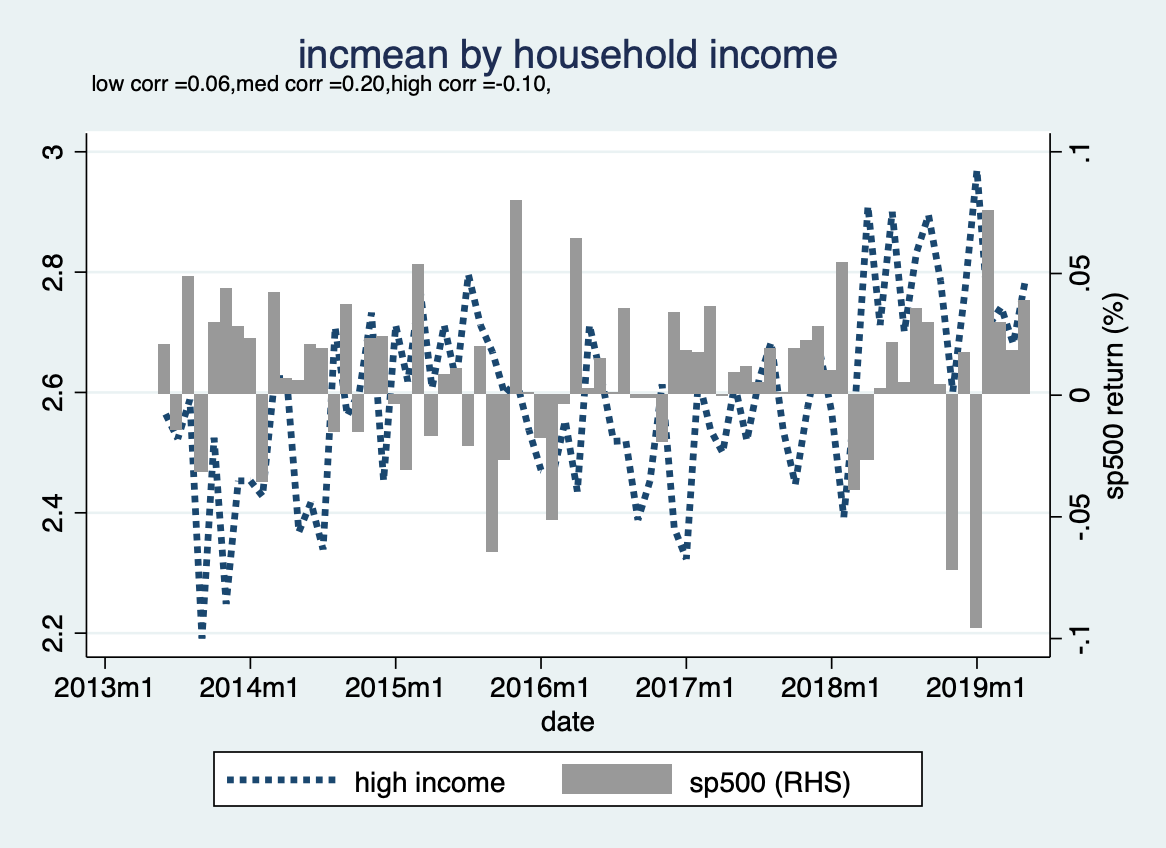 incmean by household income
low corr =0.06,med corr =0.20,high corr =-0.10,
3
2.8
2.6
2.4
2.2
.1
.05
0
-.05
-.1
sp500 return (%)
2013m1 2014m1 2015m1 2016m1 2017m1 2018m1 2019m1
date
high income sp500 (RHS)